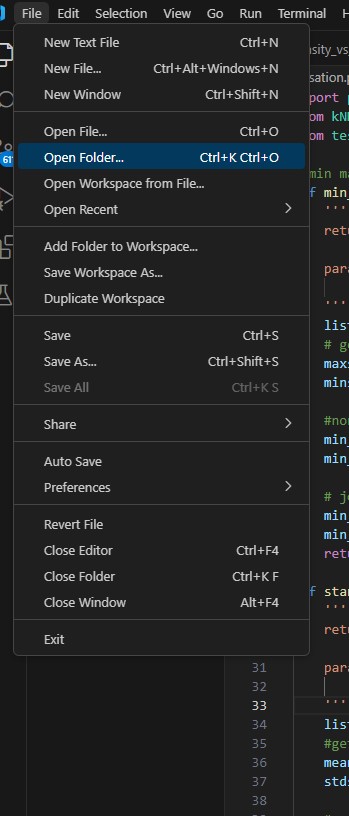 File Edit Selection View Go Run Terminal H
New Text File Ctrl+N
New File... Ctrl+Alt+Windows+N
New Window Ctrl+Shift+N
Open File... Ctrl+O
Open Folder... Ctrl+K Ctrl+O
Open Workspace from File...
Open Recent
Add Folder to Workspace...
Save Workspace As...
Duplicate Workspace
Save Ctrl+S
Save As... Ctrl+Shift+S
Save All Ctrl+K S
Share
Auto Save
Preferences
Revert File
Close Editor Ctrl+F4
Close Folder Ctrl+K F
Close Window Alt+F4
Exit
61
sity_vs
sation.p
port p
om kN
om tes
min ma
f min_
'''
retu
para
'''
list
# ge
maxs
mins
#nor
min_
min_
# jo
min_
min_
retu
f stan
'''
retu
31 para
32
33 '''
34 list
35 #get
36 mean
37 stds
38